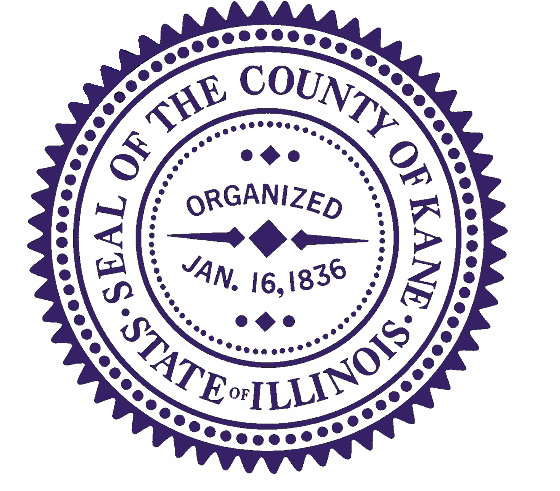 SEAL OF THE COUNTY OF KANE
STATE OF ILLINOIS
ORGANIZED
JAN. 16, 1836